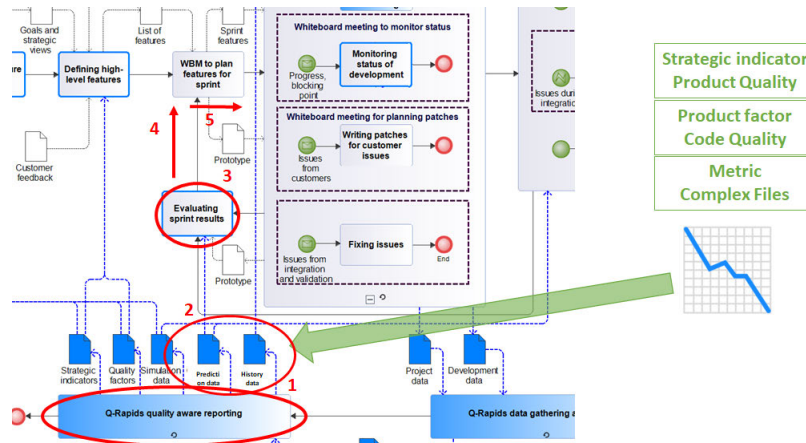 Goals and
strategic
views
List of
features
Sprint
features
Whiteboard meeting to monitor status
Defining high-
level features
WBM to plan
features for
sprint
Progress,
blocking
point
Monitoring
status of
development
Issues duri
integration
Strategic indicator
Product Quality
Product factor
Code Quality
Metric
Complex Files
4
5
Customer
feedback
Prototype
Whiteboard meeting for planning patches
Issues
from
customers
Writing patches
for customer
issues
3
Evaluating
sprint results
Prototype
Issues from
integration
and validation
Fixing issues
End
2
Strategic
indicators
Quality
factors
Simulation
data
Predicti
on data
History
data
1
Project
data
Development
data
Q-Rapids quality aware reporting
Q-Rapids data gathering a